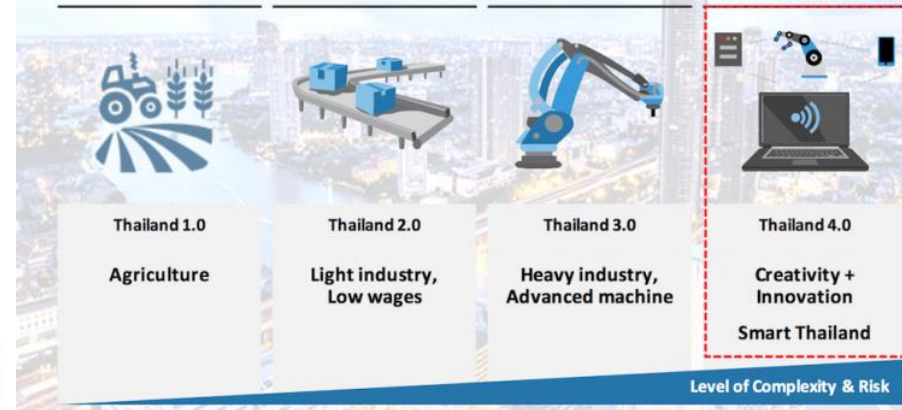 Thailand 1.0
Agriculture
Thailand 2.0
Light industry,
Low wages
Thailand 3.0
Heavy industry,
Advanced machine
Thailand 4.0
Creativity +
Innovation
Smart Thailand
Level of Complexity & Risk